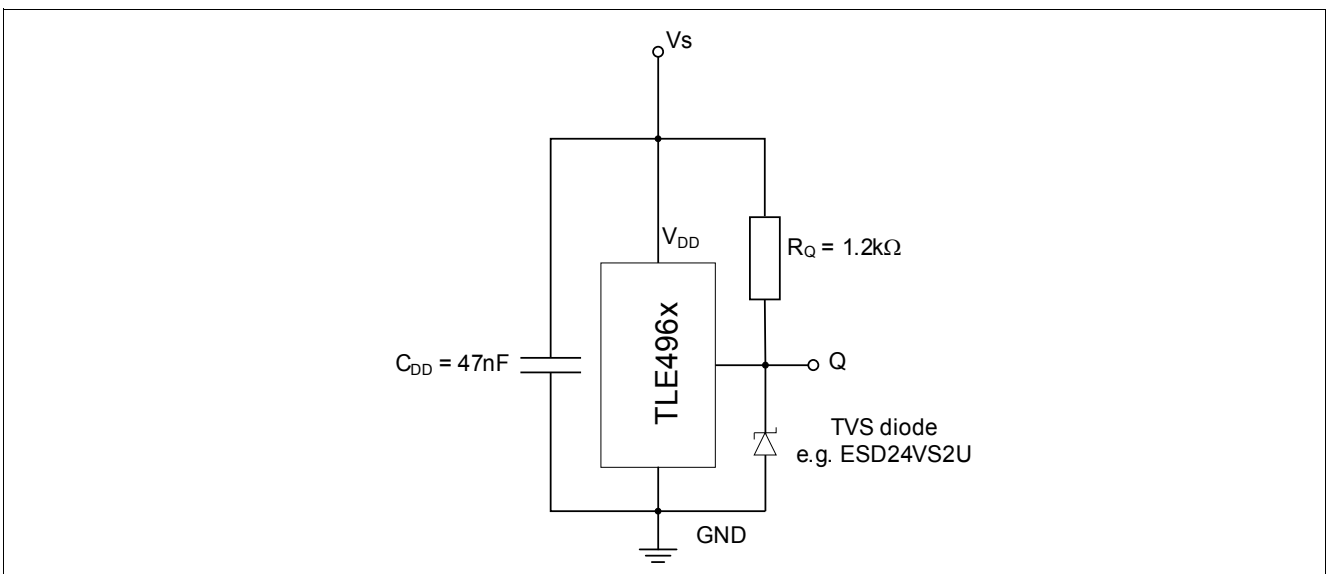 Vs
V_DD
R_Q = 1.2kΩ
TLE496x
C_DD = 47nF
Q
TVS diode
e.g. ESD24VS2U
GND